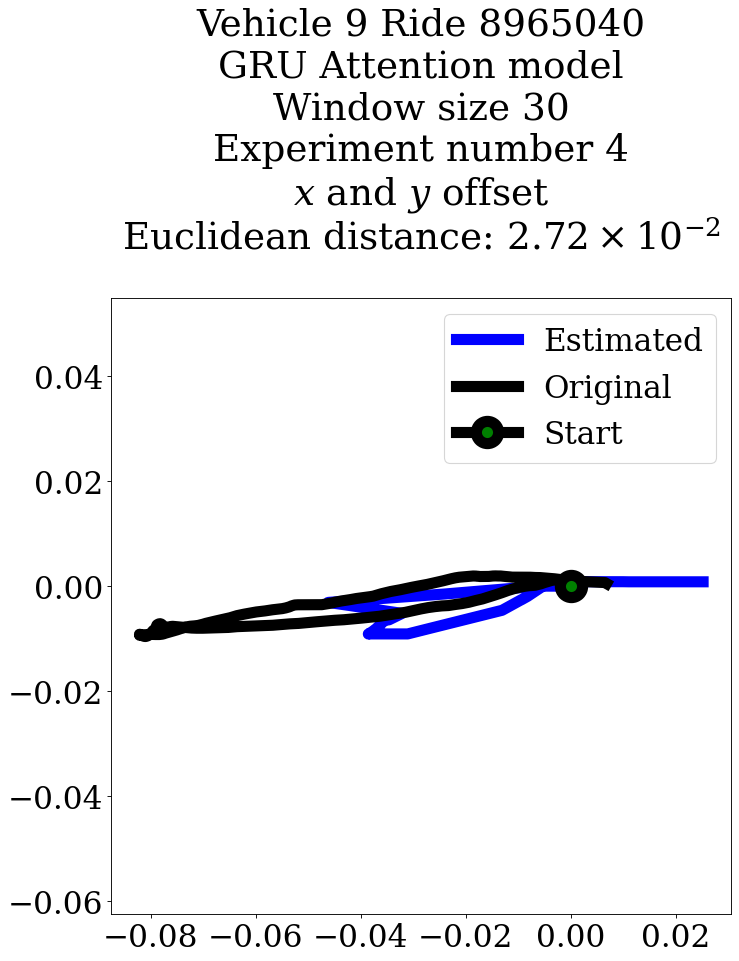 Vehicle 9 Ride 8965040
GRU Attention model
Window size 30
Experiment number 4
x and y offset
Euclidean distance: 2.72 × 10⁻²
Estimated
Original
Start
0.04
0.02
0.00
−0.02
−0.04
−0.06
−0.08 −0.06 −0.04 −0.02 0.00 0.02